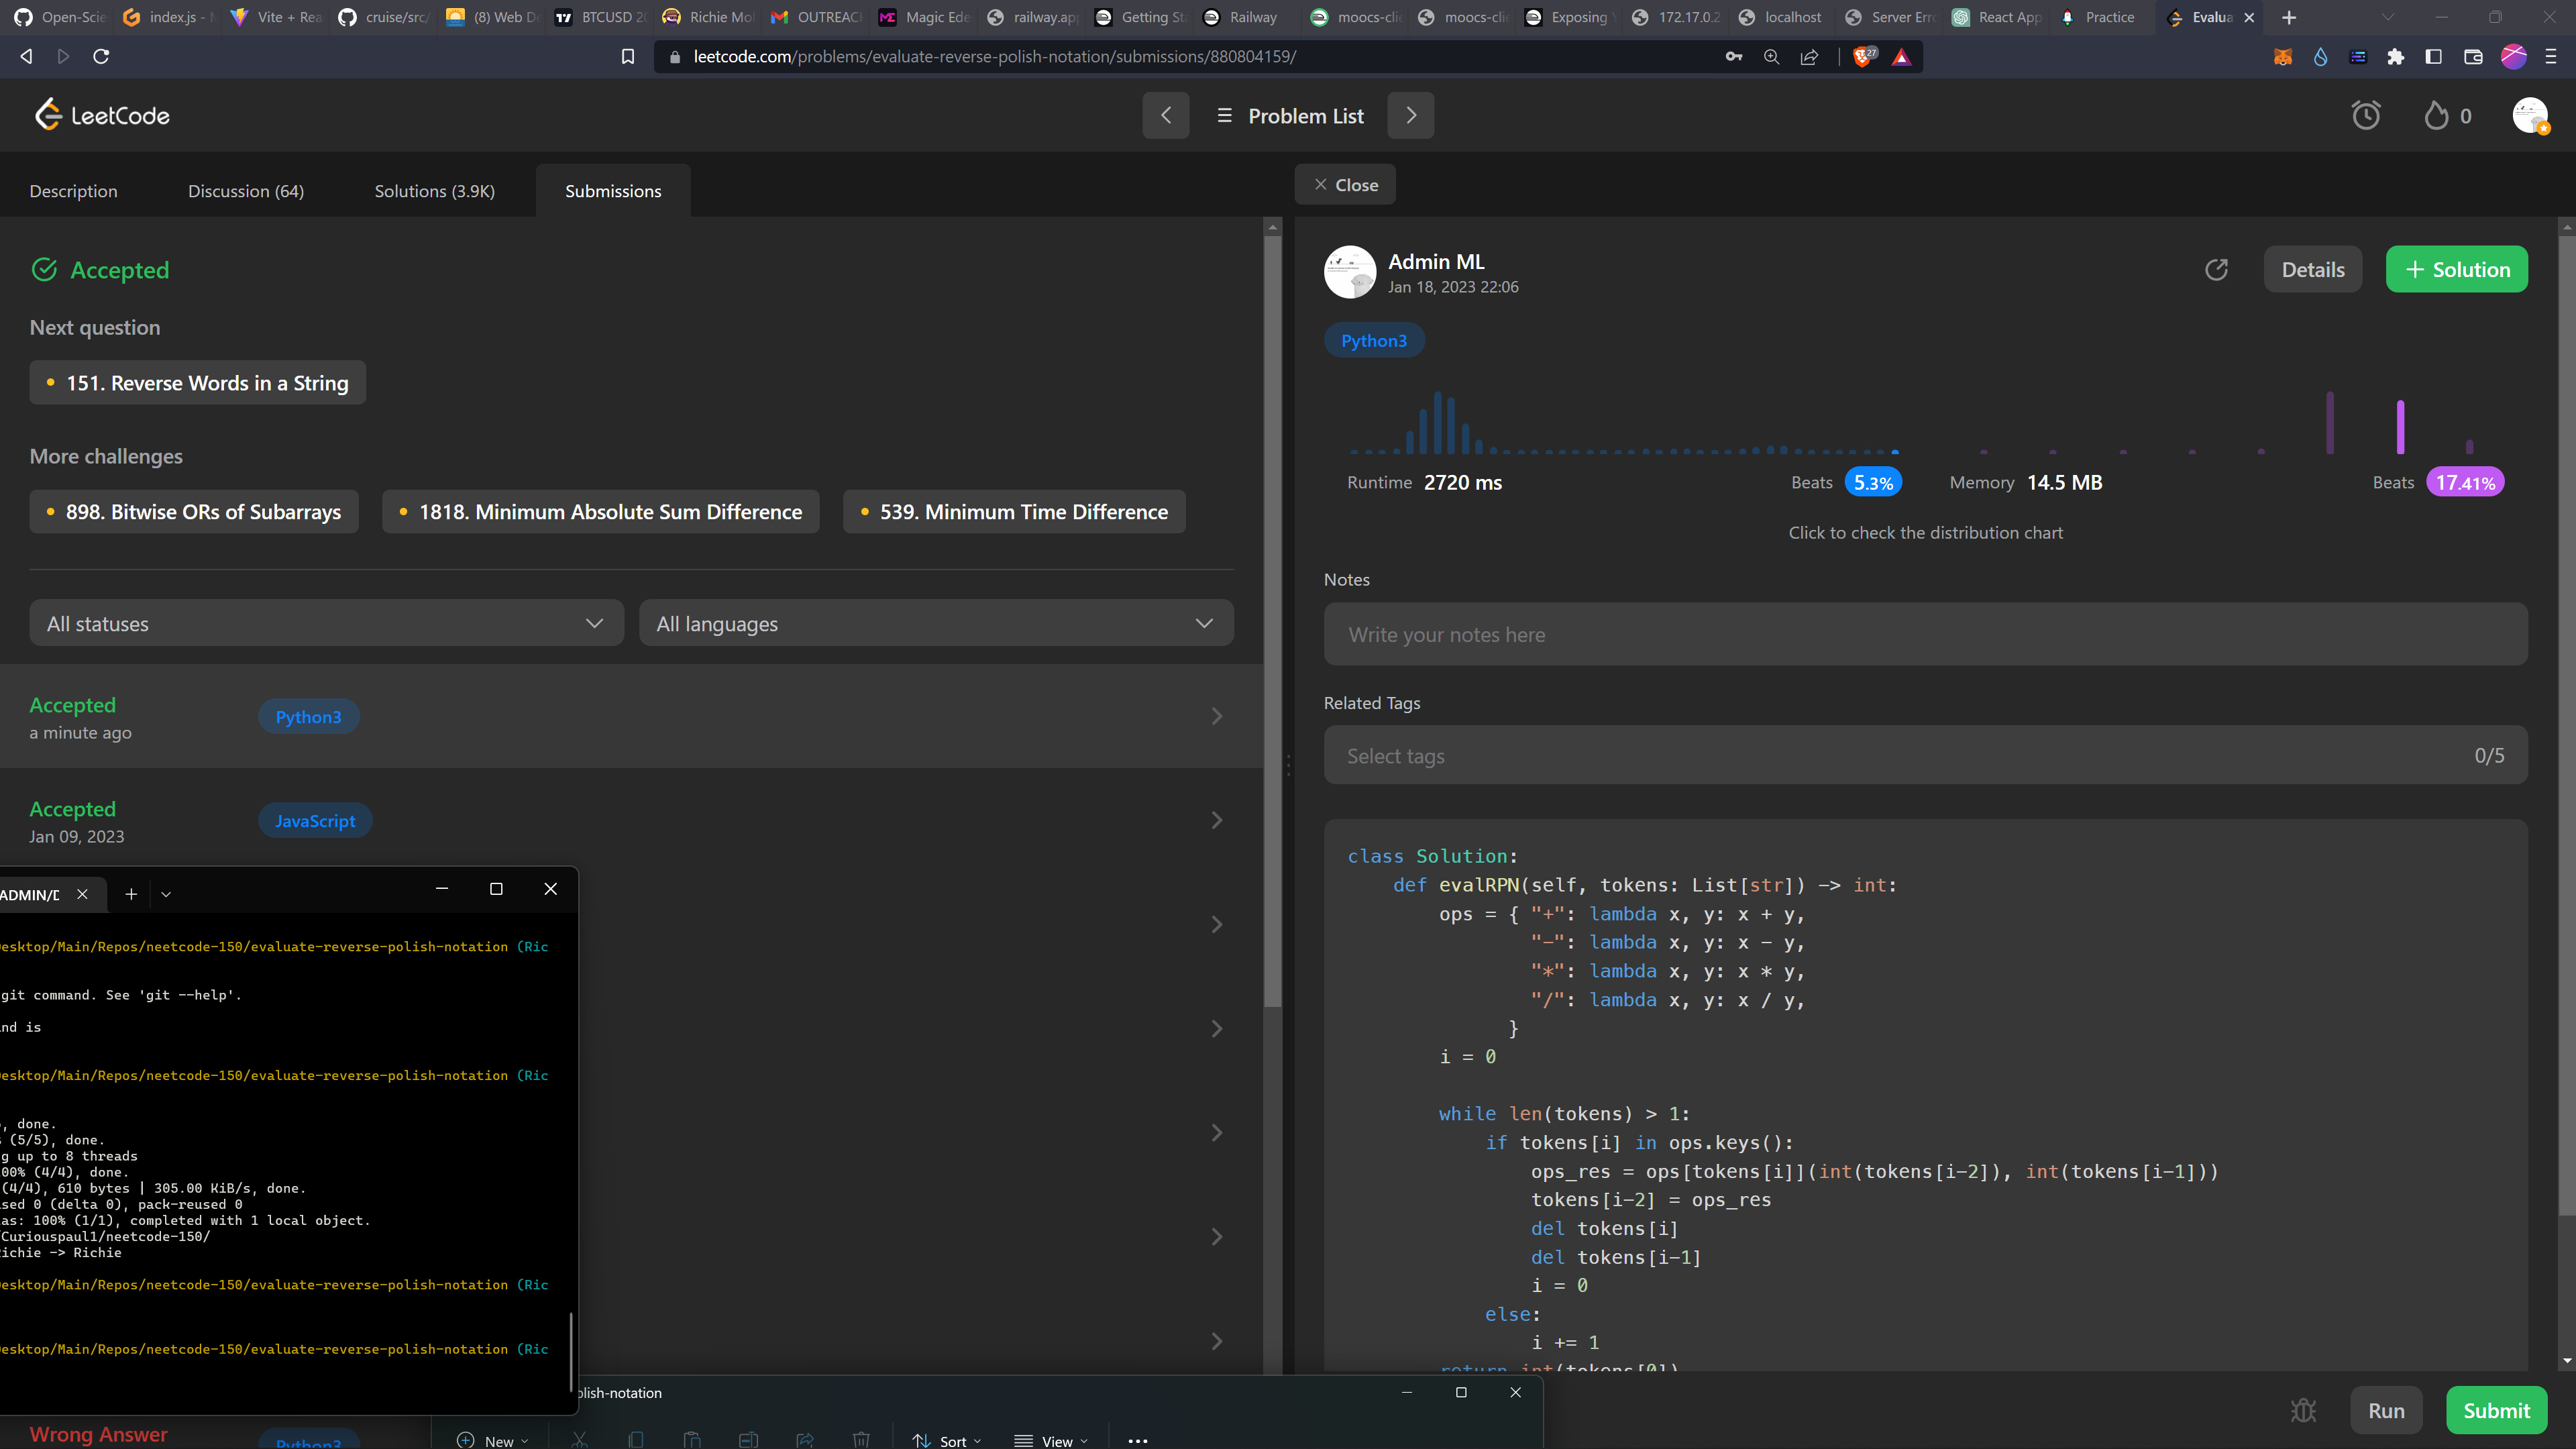 Open-Scie
index.js - M
Vite + Rea
cruise/src/
(8) Web D
BTCUSD 20
Richie Mo
OUTREACH
Magic Ede
railway.app
Getting Sta
Railway
moocs-clie
moocs-clie
Exposing Y
172.17.0.2
localhost
Server Erro
React App
Practice
Evalua
leetcode.com/problems/evaluate-reverse-polish-notation/submissions/880804159/
27
LeetCode
Problem List
0
Description
Discussion (64)
Solutions (3.9K)
Submissions
Close
Accepted
Next question
151. Reverse Words in a String
More challenges
898. Bitwise ORs of Subarrays
1818. Minimum Absolute Sum Difference
539. Minimum Time Difference
All statuses
All languages
Accepted
a minute ago
Python3
Accepted
Jan 09, 2023
JavaScript
ADMIN/D
esktop/Main/Repos/neetcode-150/evaluate-reverse-polish-notation (Ric
git command. See 'git --help'.
nd is
esktop/Main/Repos/neetcode-150/evaluate-reverse-polish-notation (Ric
, done.
(5/5), done.
g up to 8 threads
00% (4/4), done.
(4/4), 610 bytes | 305.00 KiB/s, done.
sed 0 (delta 0), pack-reused 0
as: 100% (1/1), completed with 1 local object.
Curiouspaul1/neetcode-150/
ichie -> Richie
esktop/Main/Repos/neetcode-150/evaluate-reverse-polish-notation (Ric
esktop/Main/Repos/neetcode-150/evaluate-reverse-polish-notation (Ric
Wrong Answer
Python3
olish-notation
New
Sort
View
Admin ML
Jan 18, 2023 22:06
Details
+ Solution
Python3
Runtime 2720 ms
Beats 5.3%
Memory 14.5 MB
Beats 17.41%
Click to check the distribution chart
Notes
Write your notes here
Related Tags
Select tags
0/5
class Solution:
def evalRPN(self, tokens: List[str]) -> int:
ops = { "+": lambda x, y: x + y,
"-": lambda x, y: x - y,
"*": lambda x, y: x * y,
"/": lambda x, y: x / y,
}
i = 0
while len(tokens) > 1:
if tokens[i] in ops.keys():
ops_res = ops[tokens[i]](int(tokens[i-2]), int(tokens[i-1]))
tokens[i-2] = ops_res
del tokens[i]
del tokens[i-1]
i = 0
else:
i += 1
return int(tokens[0])
Run
Submit